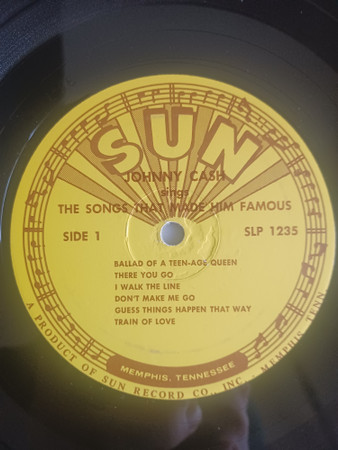 SUN
JOHNNY CASH
sings
THE SONGS THAT MADE HIM FAMOUS
SIDE 1
SLP 1235
BALLAD OF A TEEN-AGE QUEEN
THERE YOU GO
I WALK THE LINE
DON'T MAKE ME GO
GUESS THINGS HAPPEN THAT WAY
TRAIN OF LOVE
MEMPHIS, TENNESSEE
A PRODUCT OF SUN RECORD CO., INC., MEMPHIS, TENN.